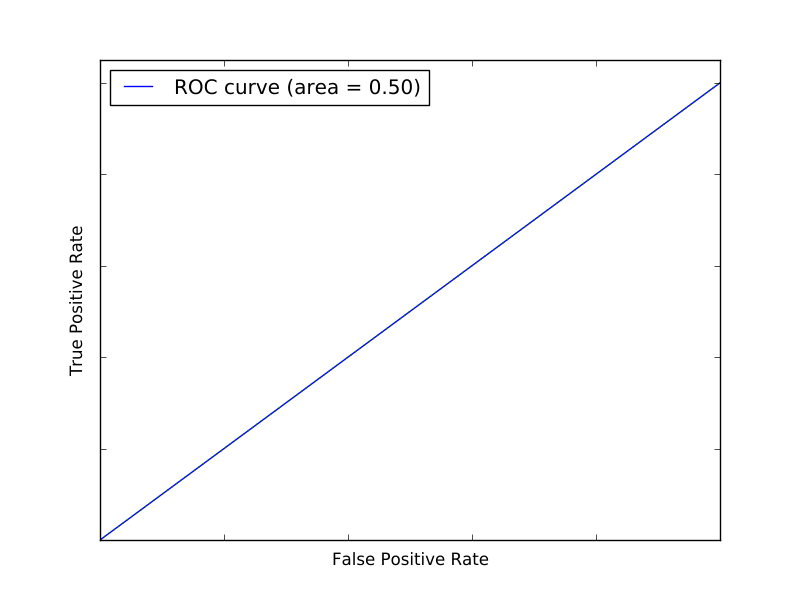 ROC curve (area = 0.50)
True Positive Rate
False Positive Rate